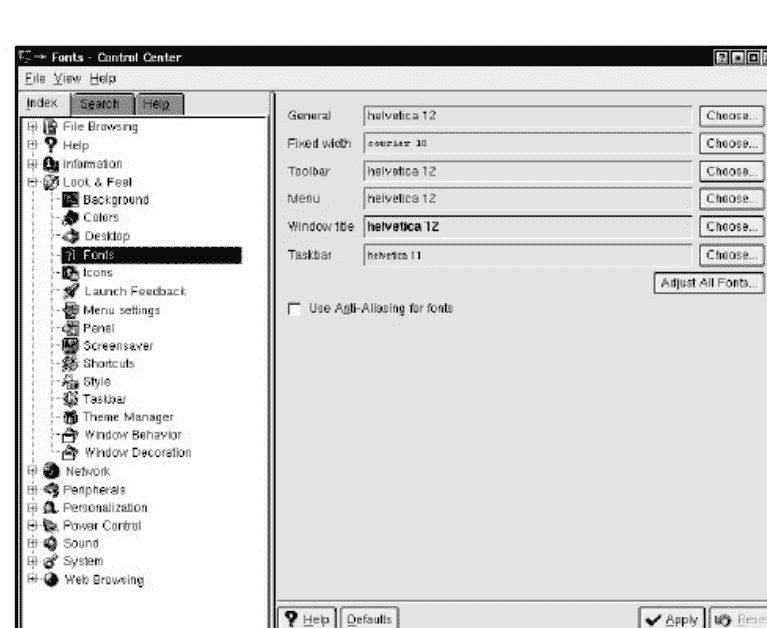 Fonts - Control Center
File View Help
Index Search Help
File Browsing
Help
Information
Look & Feel
Background
Colors
Desktop
Fonts
Icons
Launch Feedback
Menu settings
Panel
Screensaver
Shortcuts
Style
Taskbar
Theme Manager
Window Behavior
Window Decoration
Network
Peripherals
Personalization
Power Control
Sound
System
Web Browsing
General helvetica 12 Choose...
Fixed width courier 10 Choose...
Toolbar helvetica 12 Choose...
Menu helvetica 12 Choose...
Window title helvetica 12 Choose...
Taskbar helvetica 11 Choose...
Adjust All Fonts...
Use Anti-Aliasing for fonts
Help Defaults Apply Reset